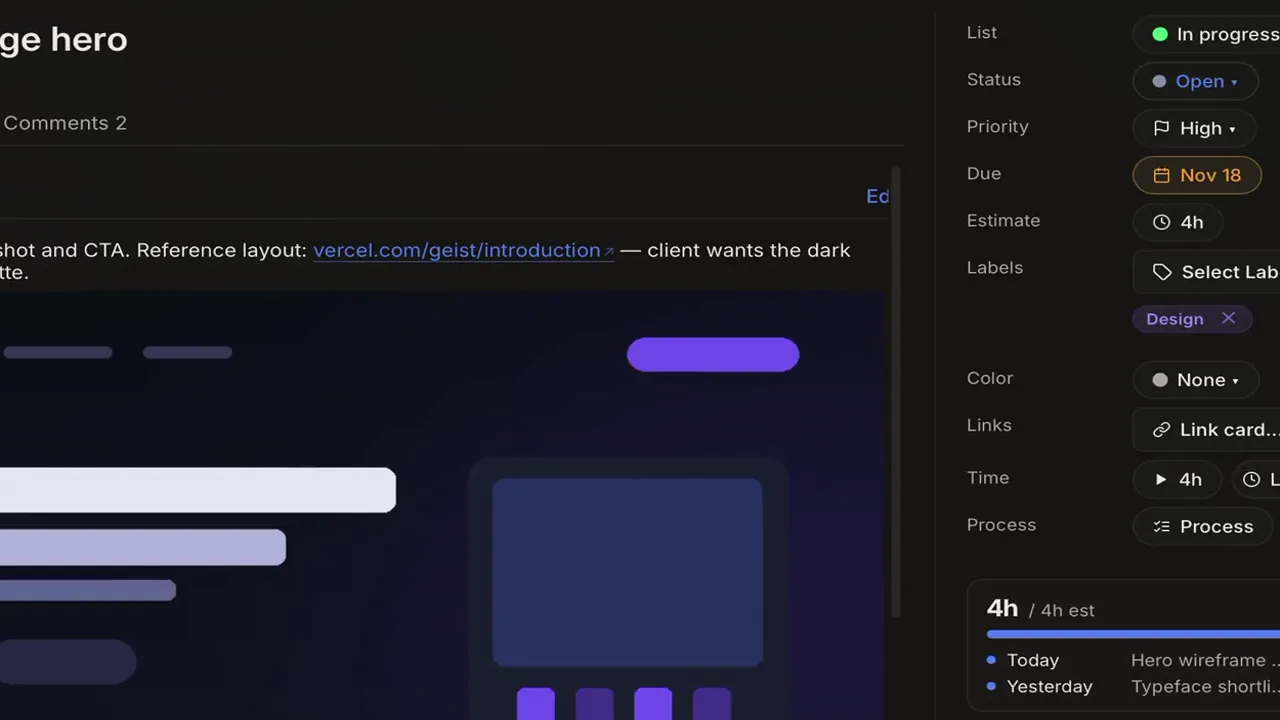 ge hero
Comments 2
Ed
shot and CTA. Reference layout: vercel.com/geist/introduction↗ — client wants the dark
tte.
List
In progress
Status
Open ▾
Priority
High ▾
Due
Nov 18
Estimate
4h
Labels
Select Lab
Design ✕
Color
None ▾
Links
Link card...
Time
4h
L
Process
Process
4h / 4h est
Today Hero wireframe ...
Yesterday Typeface shortli...